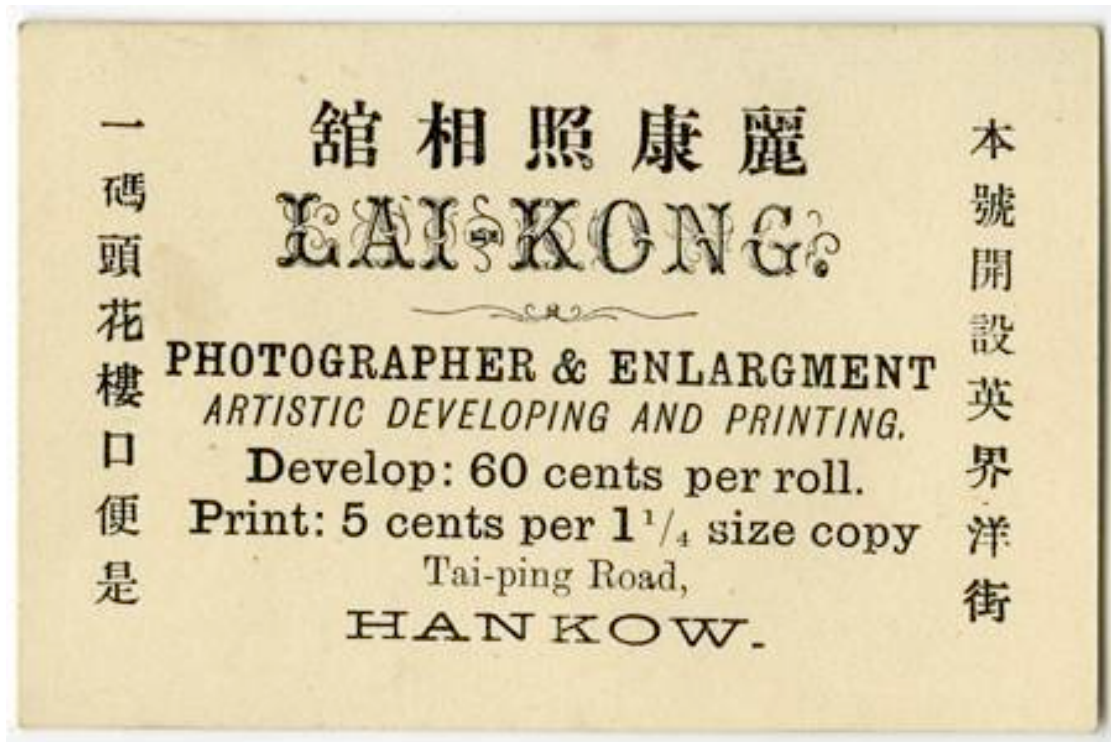 麗康照相舘
LAI-KONG.
PHOTOGRAPHER & ENLARGMENT
ARTISTIC DEVELOPING AND PRINTING.
Develop: 60 cents per roll.
Print: 5 cents per 1 1/4 size copy
Tai-ping Road,
HANKOW.
本號開設英界洋街
一碼頭花樓口便是